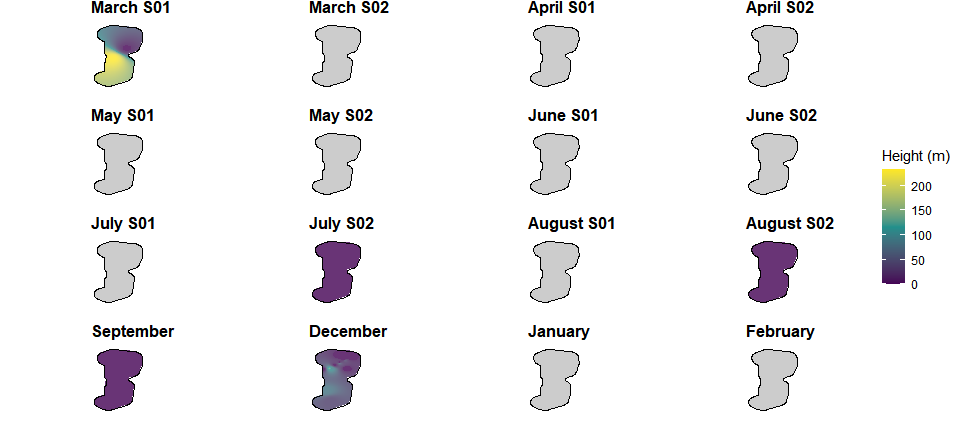 March S01
March S02
April S01
April S02
May S01
May S02
June S01
June S02
Height (m)
200
150
100
50
0
July S01
July S02
August S01
August S02
September
December
January
February